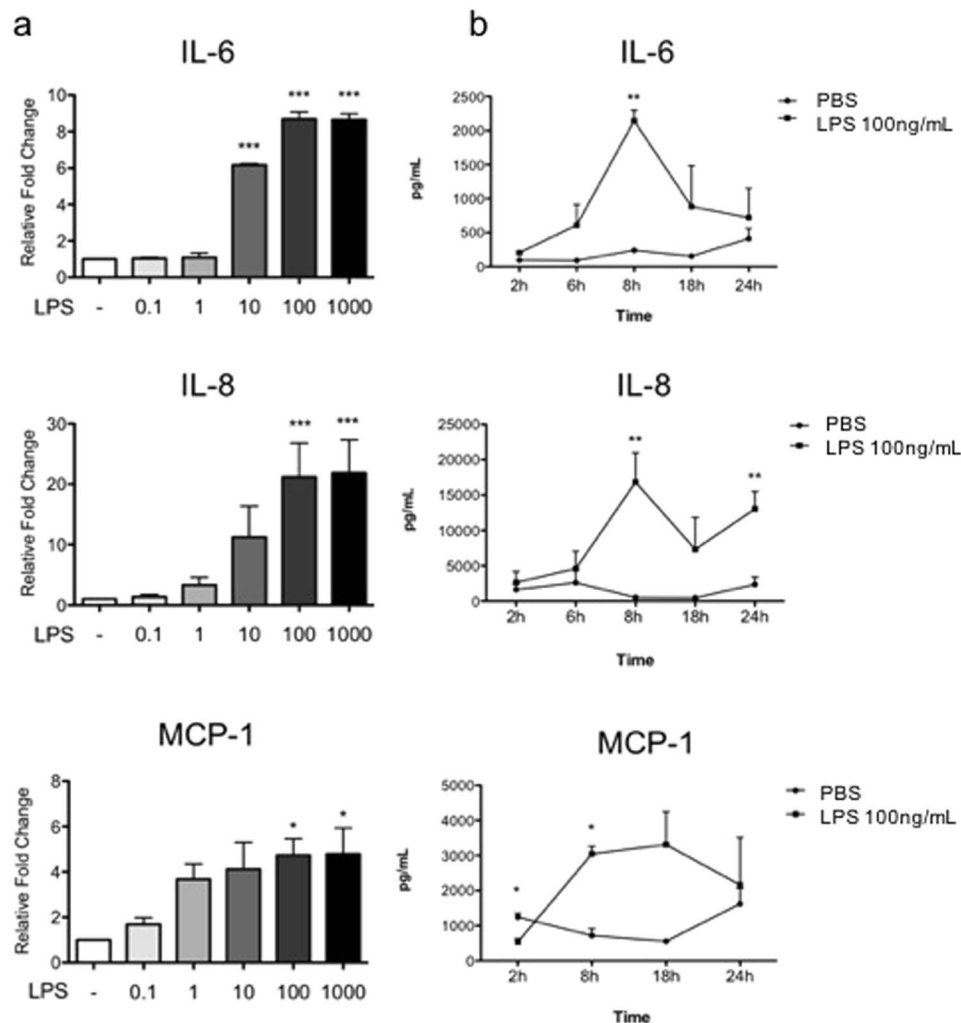 a
IL-6
Relative Fold Change
10
8
6
4
2
0
*** *** ***
LPS - 0.1 1 10 100 1000
b
IL-6
pg/mL
2500
2000
1500
1000
500
0
**
2h 6h 8h 18h 24h
Time
PBS
LPS 100ng/mL
IL-8
Relative Fold Change
30
20
10
0
*** ***
LPS - 0.1 1 10 100 1000
IL-8
pg/mL
25000
20000
15000
10000
5000
0
** **
2h 6h 8h 18h 24h
Time
PBS
LPS 100ng/mL
MCP-1
Relative Fold Change
8
6
4
2
0
* *
LPS - 0.1 1 10 100 1000
MCP-1
pg/mL
5000
4000
3000
2000
1000
0
* *
2h 8h 18h 24h
Time
PBS
LPS 100ng/mL